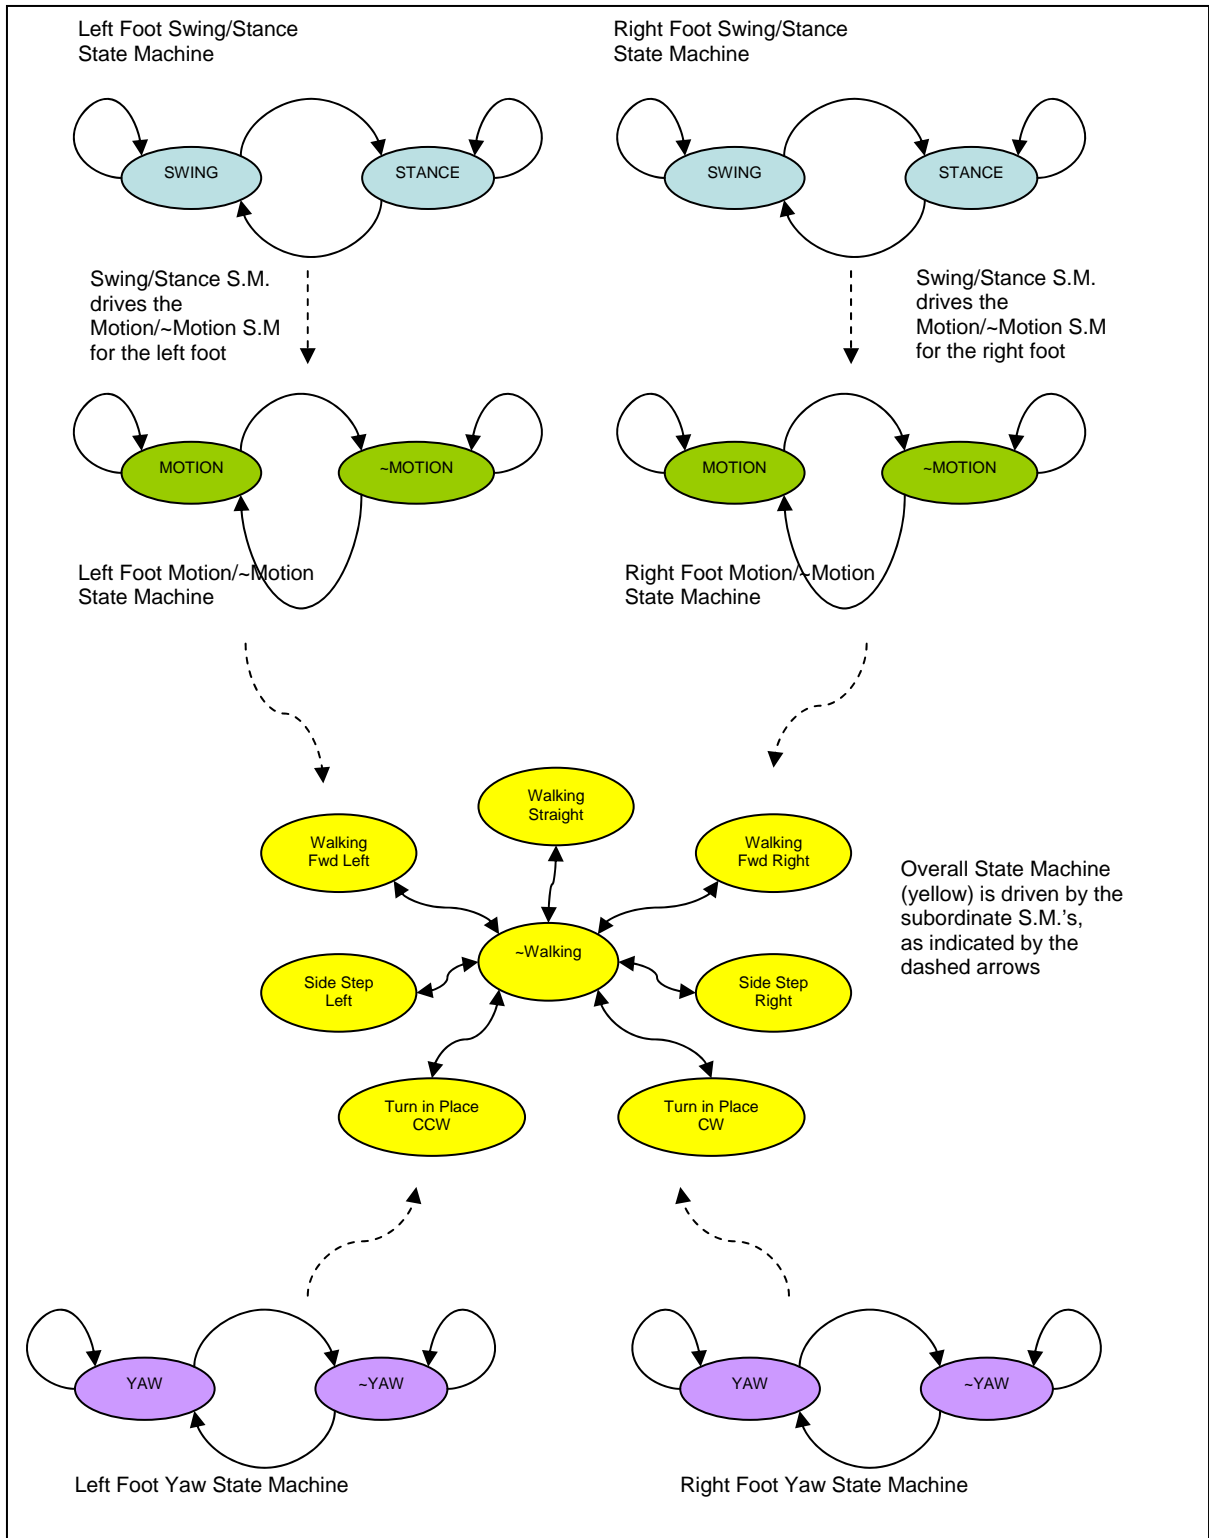 Left Foot Swing/Stance
State Machine
Right Foot Swing/Stance
State Machine
SWING
STANCE
SWING
STANCE
Swing/Stance S.M.
drives the
Motion/~Motion S.M
for the left foot
Swing/Stance S.M.
drives the
Motion/~Motion S.M
for the right foot
MOTION
~MOTION
MOTION
~MOTION
Left Foot Motion/~Motion
State Machine
Right Foot Motion/~Motion
State Machine
Walking
Straight
Walking
Fwd Left
Walking
Fwd Right
Overall State Machine
(yellow) is driven by the
subordinate S.M.'s,
as indicated by the
dashed arrows
~Walking
Side Step
Left
Side Step
Right
Turn in Place
CCW
Turn in Place
CW
YAW
~YAW
YAW
~YAW
Left Foot Yaw State Machine
Right Foot Yaw State Machine